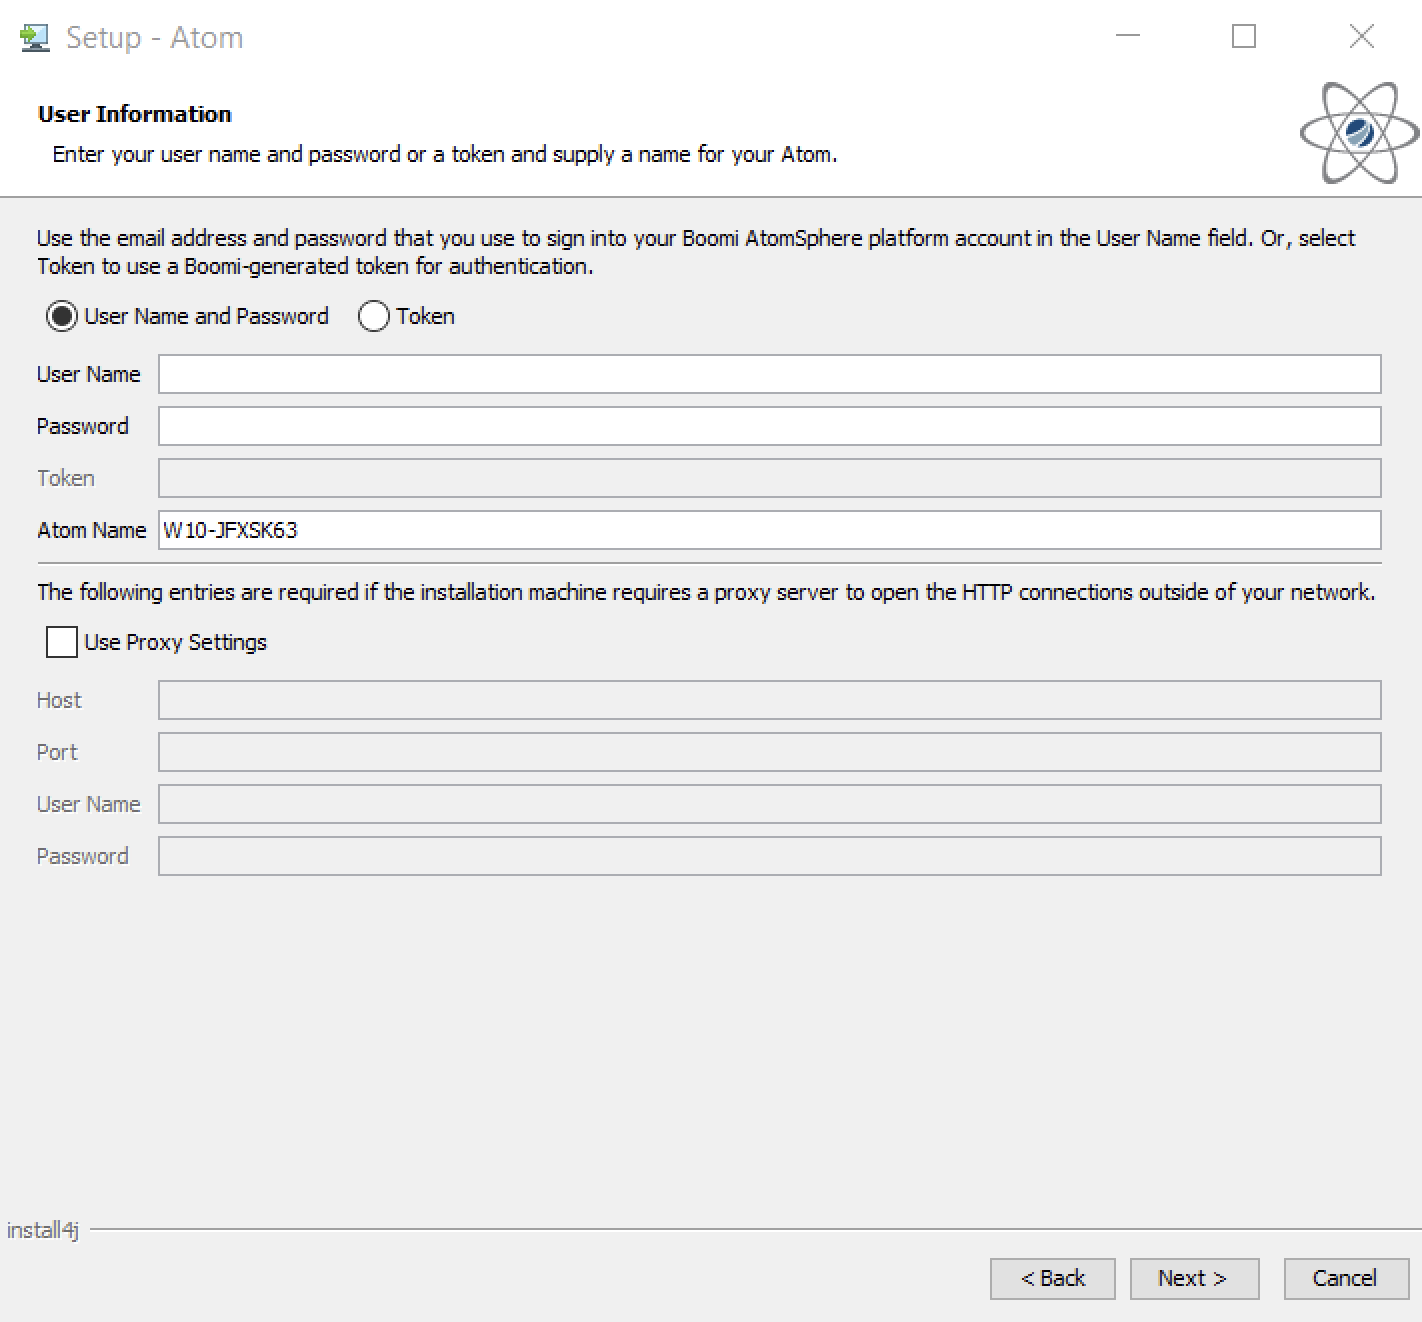 Setup - Atom
User Information
Enter your user name and password or a token and supply a name for your Atom.
Use the email address and password that you use to sign into your Boomi AtomSphere platform account in the User Name field. Or, select
Token to use a Boomi-generated token for authentication.
User Name and Password Token
User Name
Password
Token
Atom Name W10-JFXSK63
The following entries are required if the installation machine requires a proxy server to open the HTTP connections outside of your network.
Use Proxy Settings
Host
Port
User Name
Password
install4j
< Back Next > Cancel